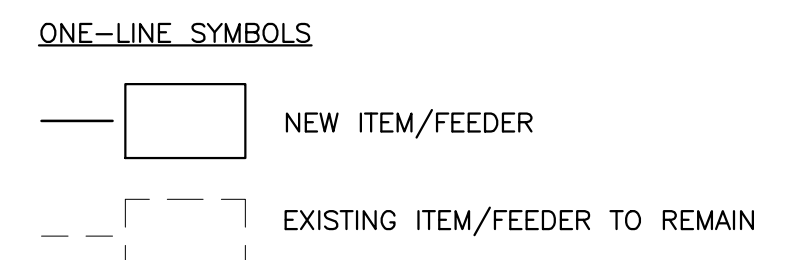 ONE-LINE SYMBOLS
NEW ITEM/FEEDER
EXISTING ITEM/FEEDER TO REMAIN